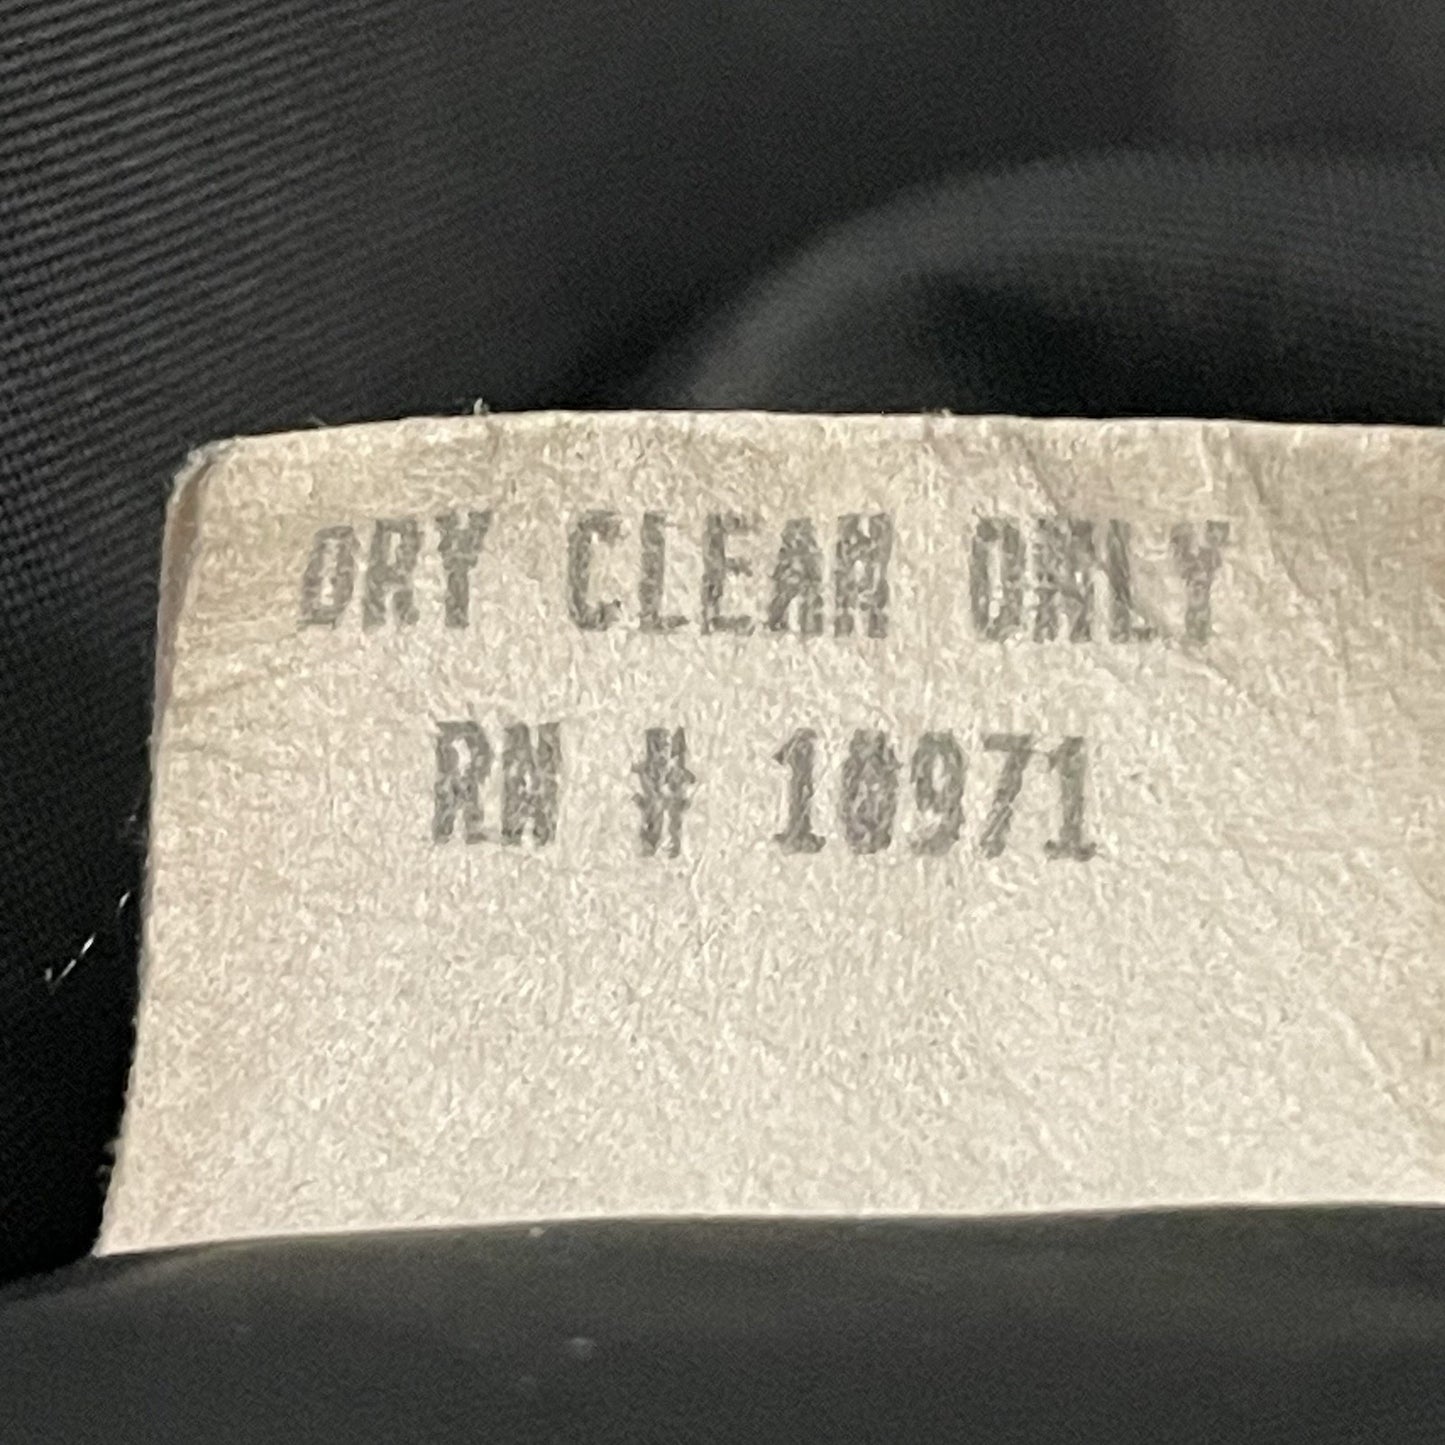 DRY CLEAN ONLY
RN # 10971